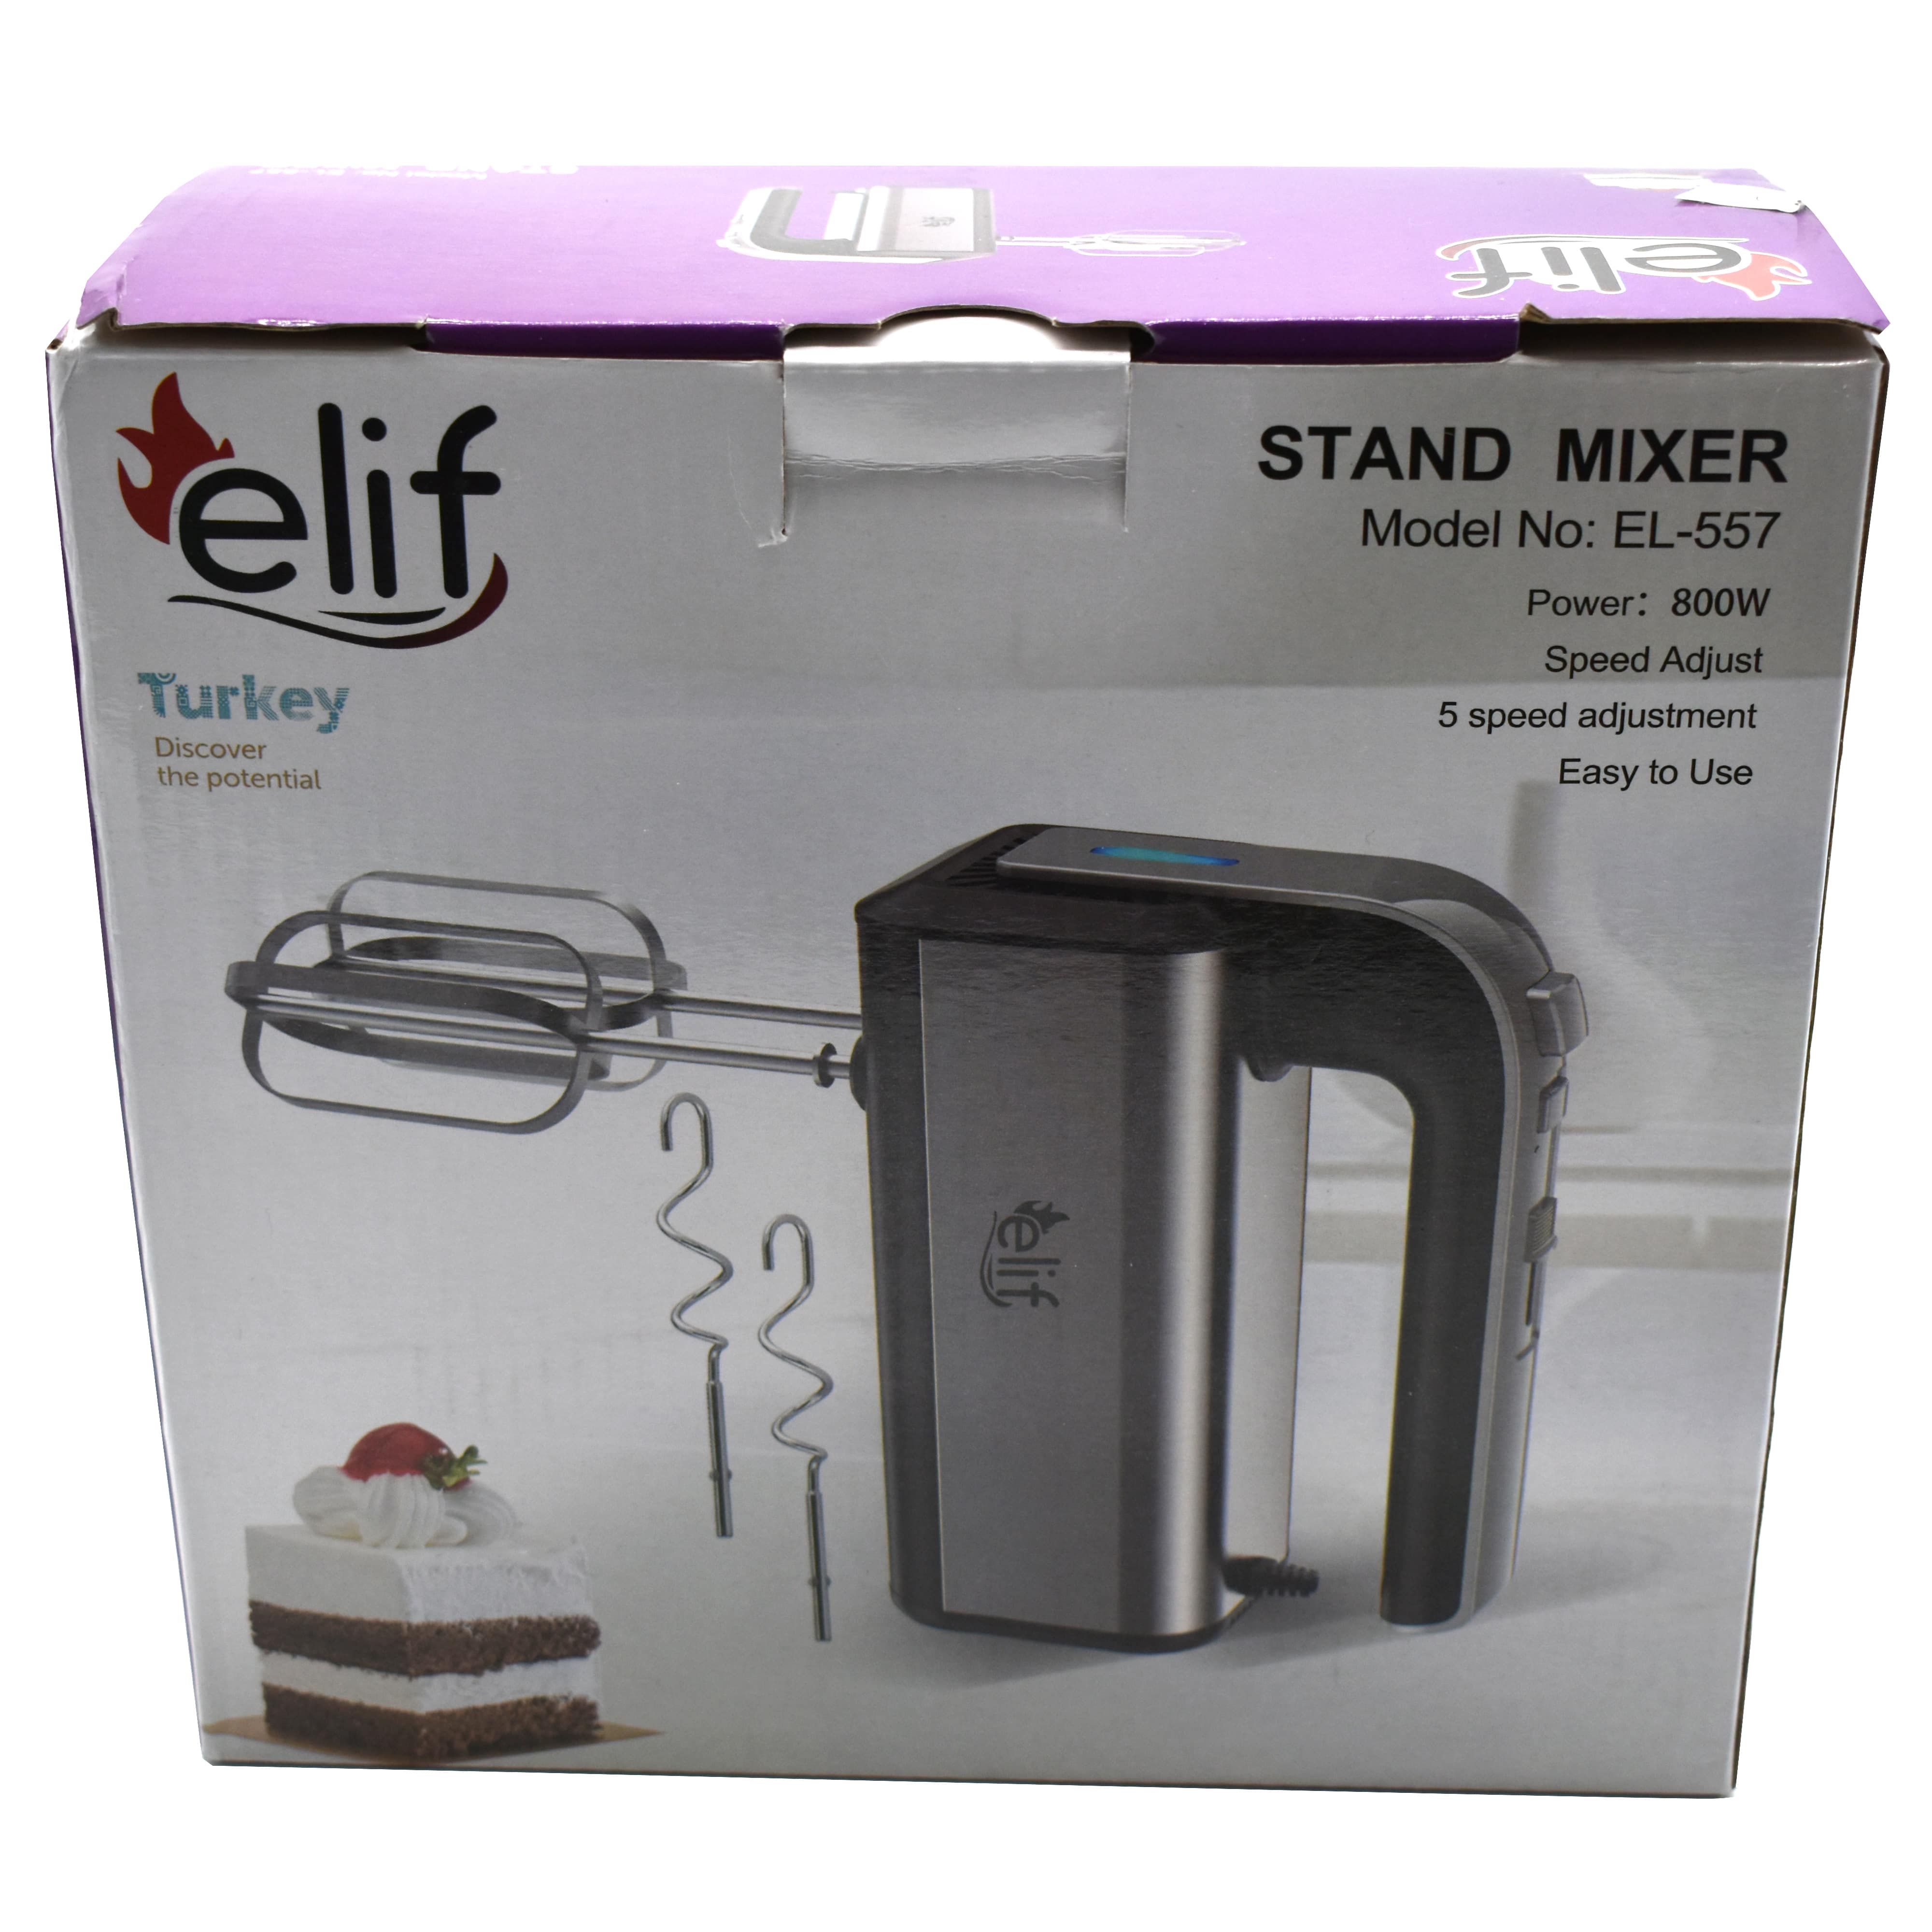 elif
elif
Turkey
Discover
the potential
STAND MIXER
Model No: EL-557
Power: 800W
Speed Adjust
5 speed adjustment
Easy to Use
elif